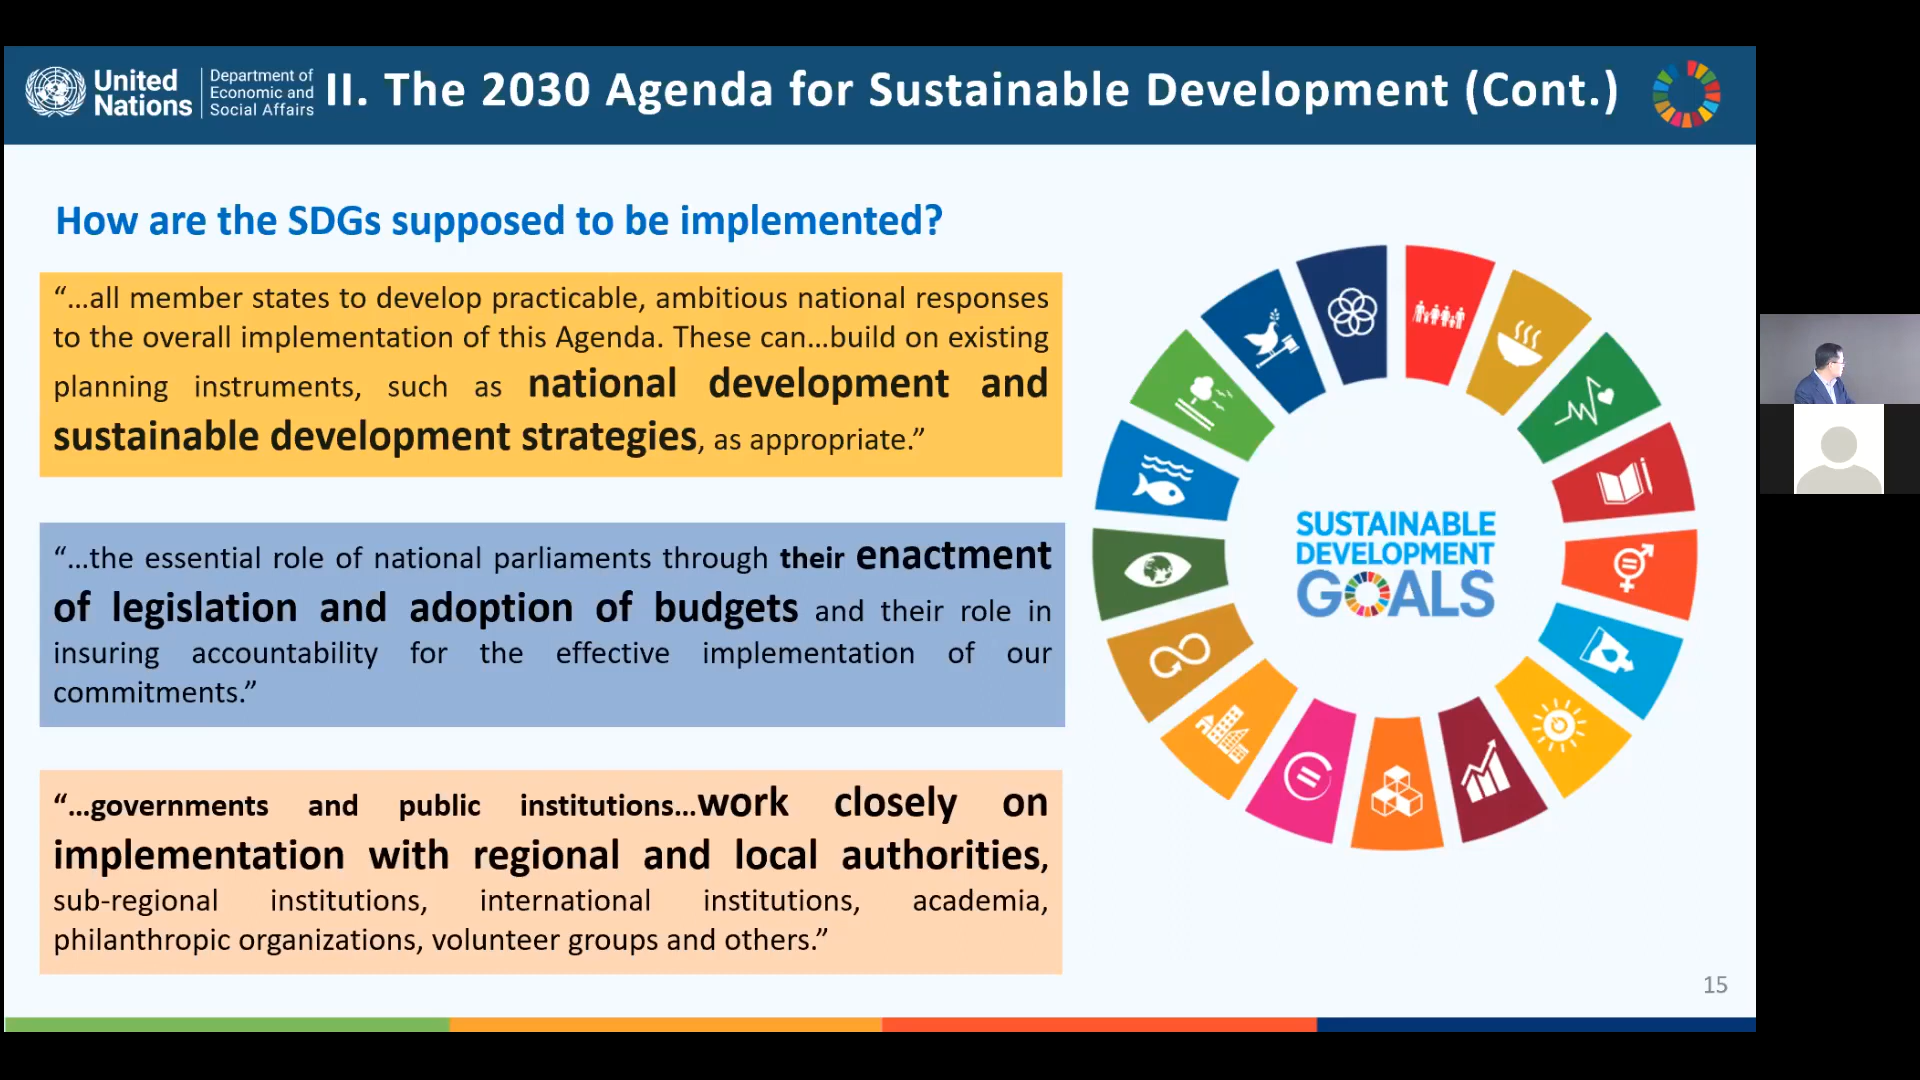 United
Nations
Department of
Economic and
Social Affairs
II. The 2030 Agenda for Sustainable Development (Cont.)
How are the SDGs supposed to be implemented?
“...all member states to develop practicable, ambitious national responses
to the overall implementation of this Agenda. These can...build on existing
planning instruments, such as national development and
sustainable development strategies, as appropriate.”
“...the essential role of national parliaments through their enactment
of legislation and adoption of budgets and their role in
insuring accountability for the effective implementation of our
commitments.”
“...governments and public institutions...work closely on
implementation with regional and local authorities,
sub-regional institutions, international institutions, academia,
philanthropic organizations, volunteer groups and others.”
SUSTAINABLE
DEVELOPMENT
GOALS
15